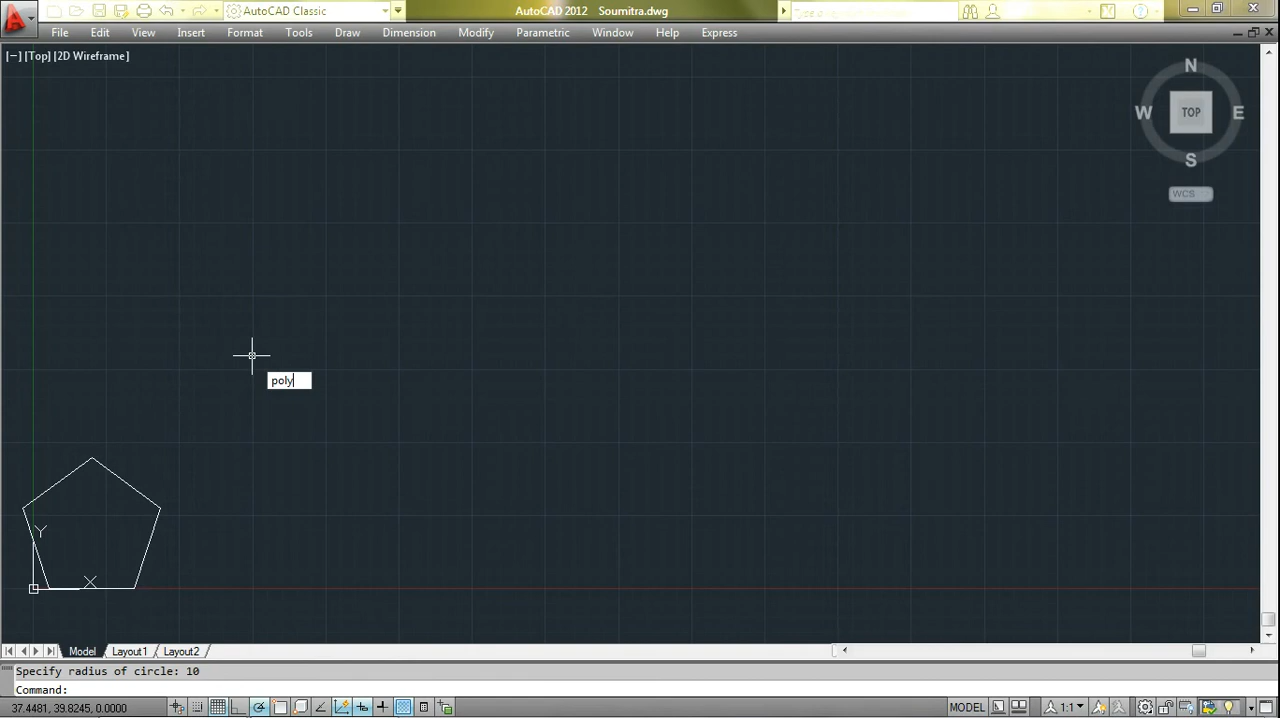 AutoCAD Classic
AutoCAD 2012 Soumitra.dwg
File Edit View Insert Format Tools Draw Dimension Modify Parametric Window Help Express
[−] [Top] [2D Wireframe]
N
W TOP E
S
WCS
poly
Y
X
Model Layout1 Layout2
Specify radius of circle: 10
Command:
37.4481, 39.8245, 0.0000
MODEL
1:1